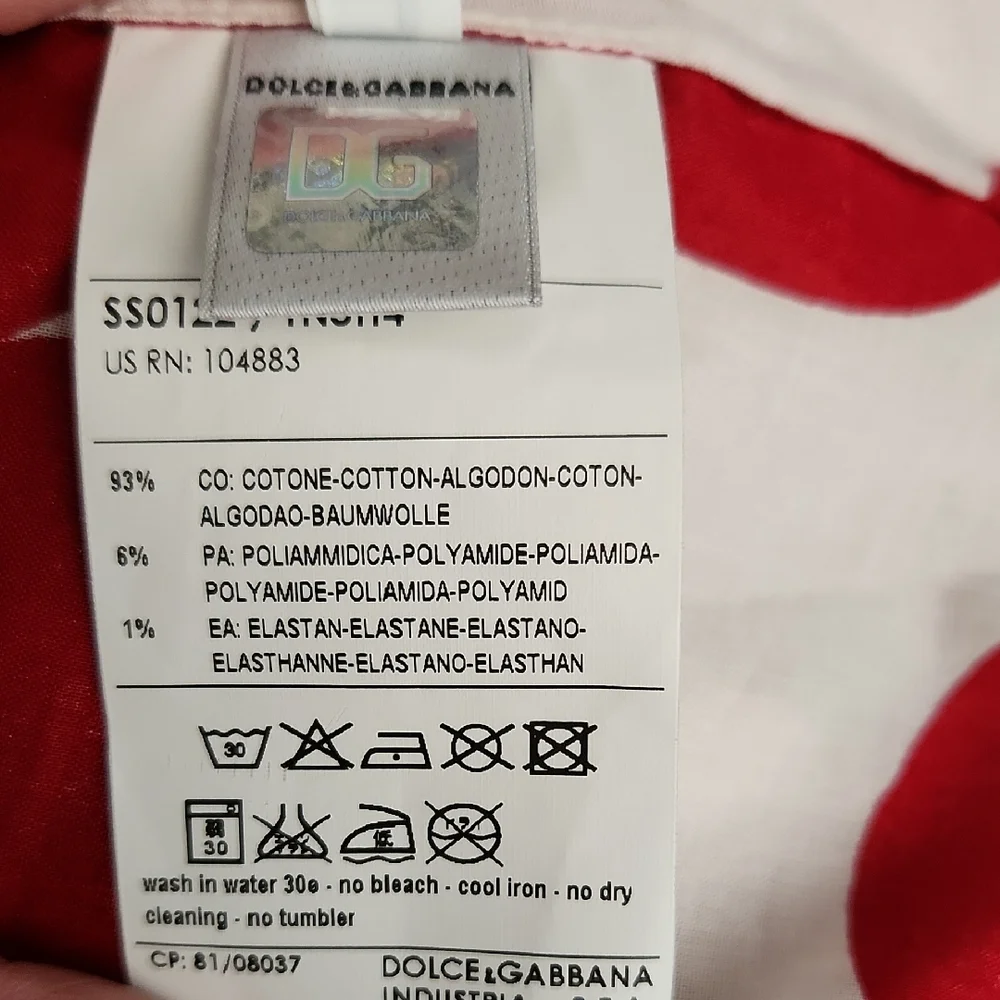 DOLCE&GABBANA
DG
DOLCE&GABBANA
US RN: 104883
93% CO: COTONE-COTTON-ALGODON-COTON-
ALGODAO-BAUMWOLLE
6% PA: POLIAMMIDICA-POLYAMIDE-POLIAMIDA-
POLYAMIDE-POLIAMIDA-POLYAMID
1% EA: ELASTAN-ELASTANE-ELASTANO-
ELASTHANNE-ELASTANO-ELASTHAN
30
30
低
wash in water 30e - no bleach - cool iron - no dry
cleaning - no tumbler
CP: 81/08037 DOLCE&GABBANA
INDUSTRIA